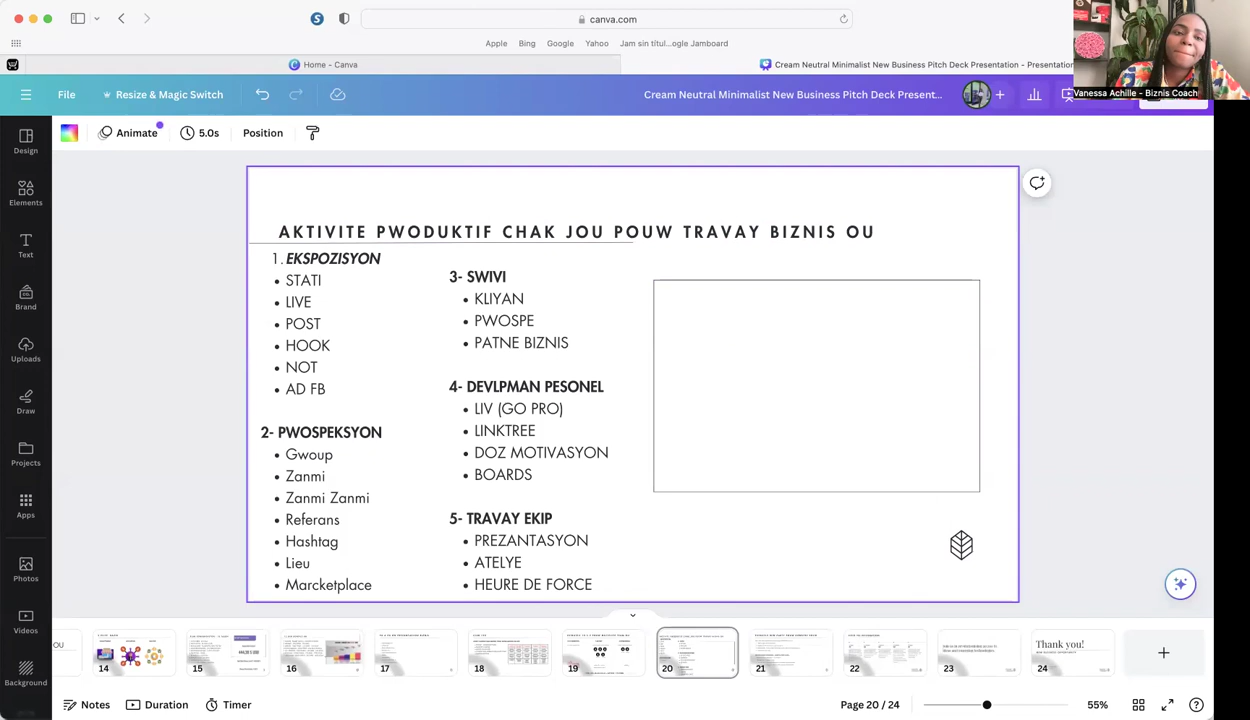 canva.com
Apple
Bing
Google
Yahoo
Jam sin titul...ogle Jamboard
Home – Canva
Cream Neutral Minimalist New Business Pitch Deck Presentation - Presentation
Vanessa Achille - Biznis Coach
File
Resize & Magic Switch
Cream Neutral Minimalist New Business Pitch Deck Present...
Animate
5.0s
Position
Design
Elements
Text
Brand
Uploads
Draw
Projects
Apps
Photos
Videos
Background
AKTIVITE PWODUKTIF CHAK JOU POUW TRAVAY BIZNIS OU
1. EKSPOZISYON
• STATI
• LIVE
• POST
• HOOK
• NOT
• AD FB
2- PWOSPEKSYON
• Gwoup
• Zanmi
• Zanmi Zanmi
• Referans
• Hashtag
• Lieu
• Marcketplace
3- SWIVI
• KLIYAN
• PWOSPE
• PATNE BIZNIS
4- DEVLPMAN PESONEL
• LIV (GO PRO)
• LINKTREE
• DOZ MOTIVASYON
• BOARDS
5- TRAVAY EKIP
• PREZANTASYON
• ATELYE
• HEURE DE FORCE
OU
14
15
16
17
18
19
20
21
22
23
Thank you!
24
Notes
Duration
Timer
Page 20 / 24
55%